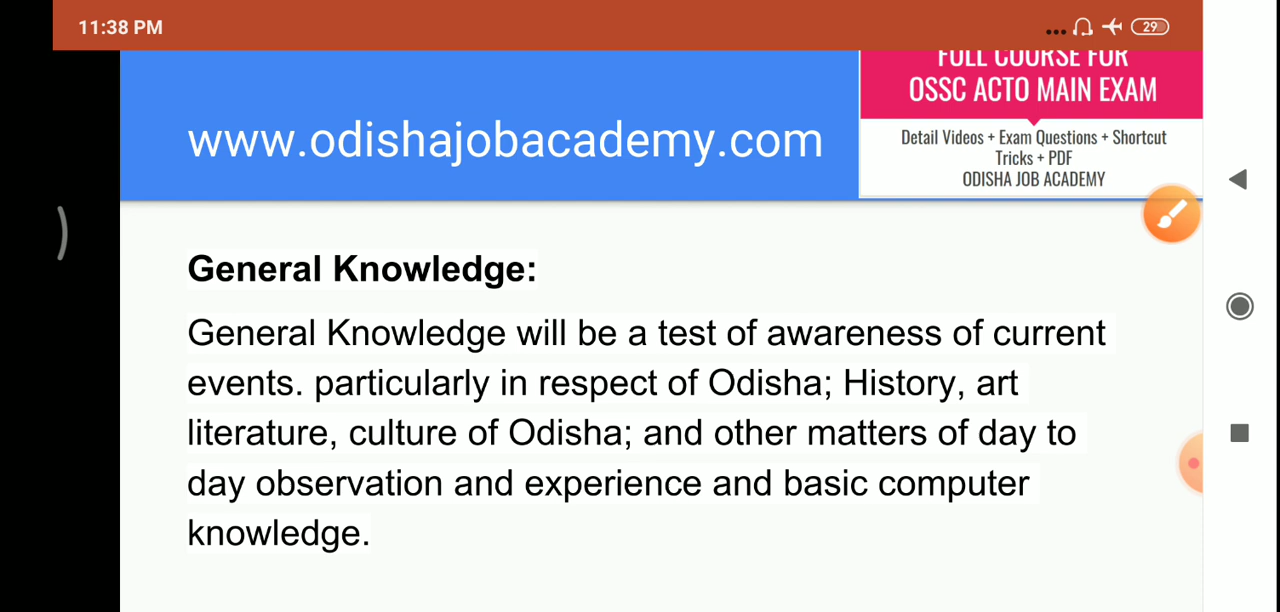 11:38 PM
29
FULL COURSE FOR
OSSC ACTO MAIN EXAM
www.odishajobacademy.com
Detail Videos + Exam Questions + Shortcut
Tricks + PDF
ODISHA JOB ACADEMY
General Knowledge:
General Knowledge will be a test of awareness of current
events. particularly in respect of Odisha; History, art
literature, culture of Odisha; and other matters of day to
day observation and experience and basic computer
knowledge.